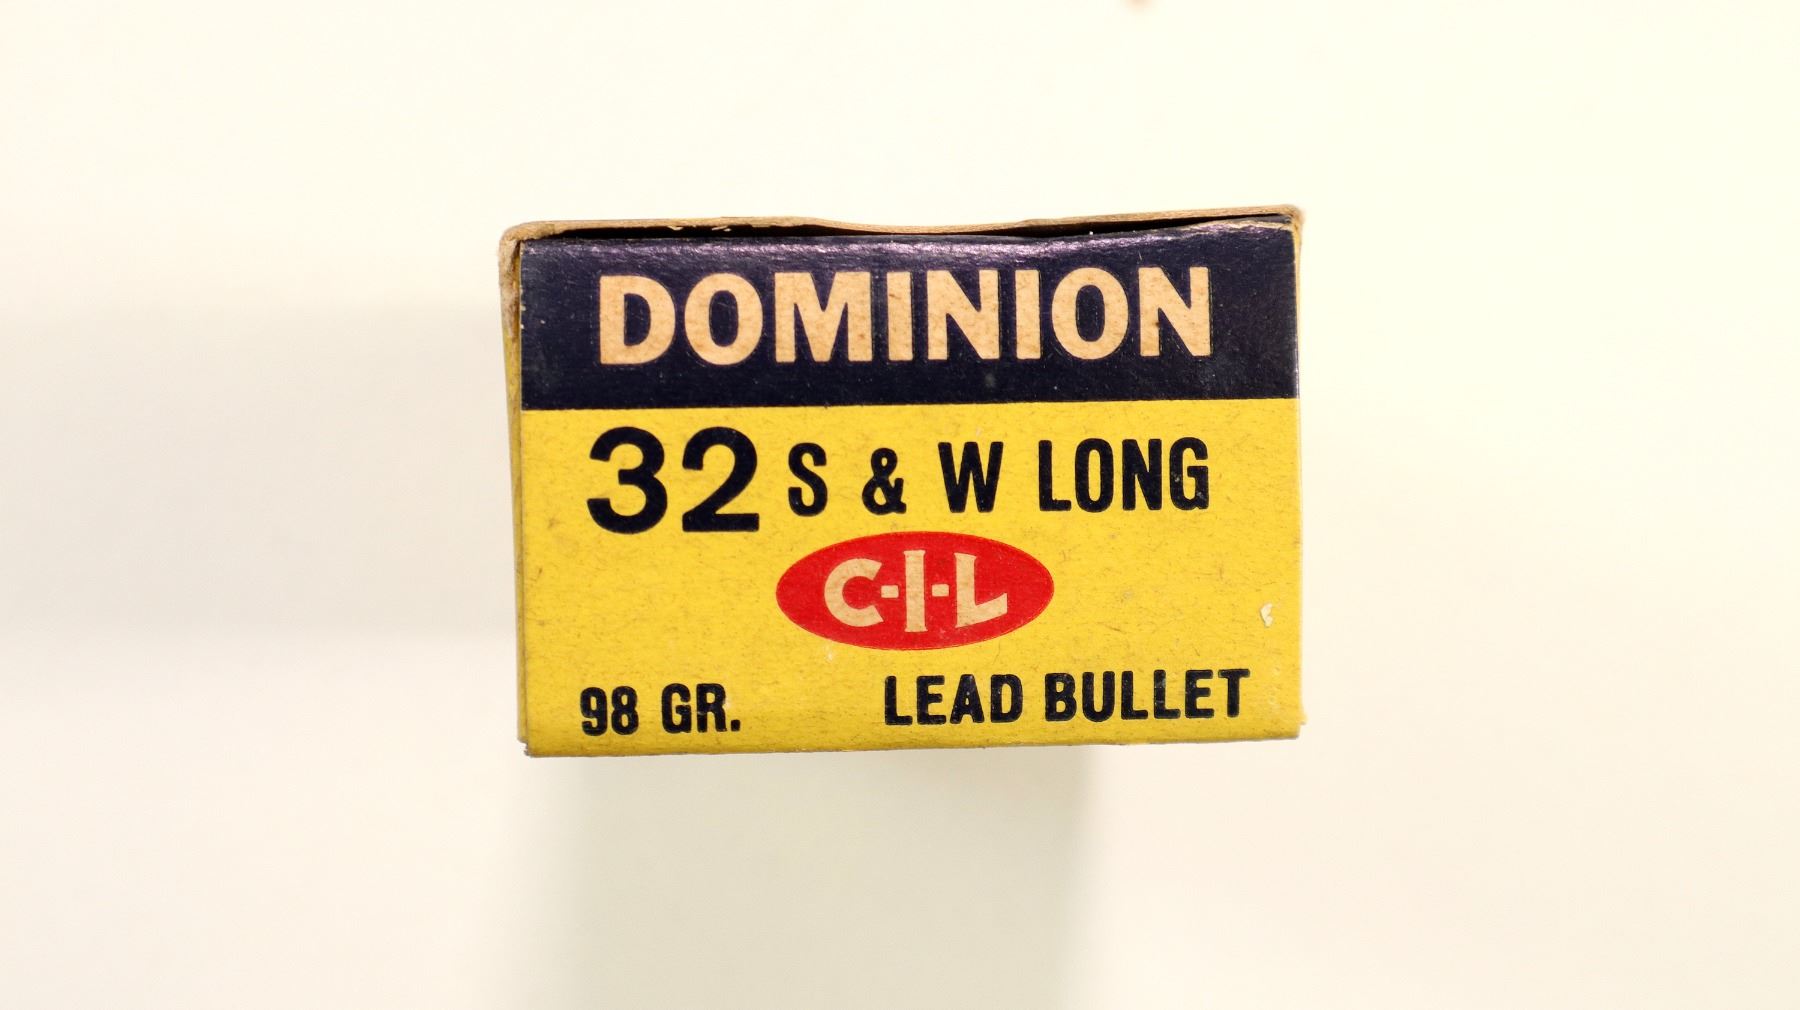 DOMINION
32 S & W LONG
C-I-L
98 GR. LEAD BULLET